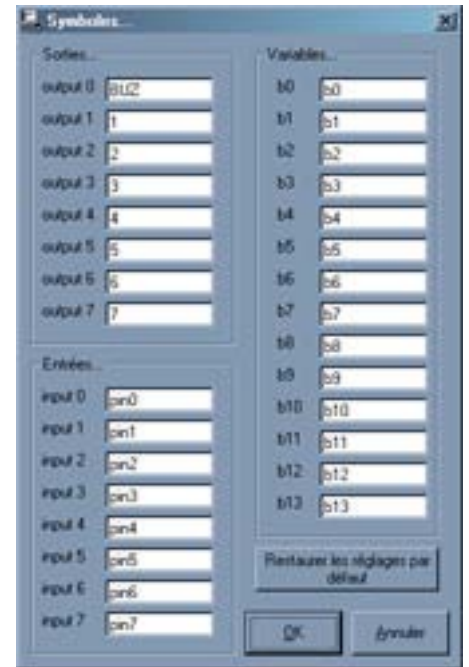 Symboles...
Sorties...
output 0 BUZ
output 1 1
output 2 2
output 3 3
output 4 4
output 5 5
output 6 6
output 7 7
Entrées...
input 0 pin0
input 1 pin1
input 2 pin2
input 3 pin3
input 4 pin4
input 5 pin5
input 6 pin6
input 7 pin7
Variables...
b0 b0
b1 b1
b2 b2
b3 b3
b4 b4
b5 b5
b6 b6
b7 b7
b8 b8
b9 b9
b10 b10
b11 b11
b12 b12
b13 b13
Restaurer les réglages par
défaut
OK
Annuler